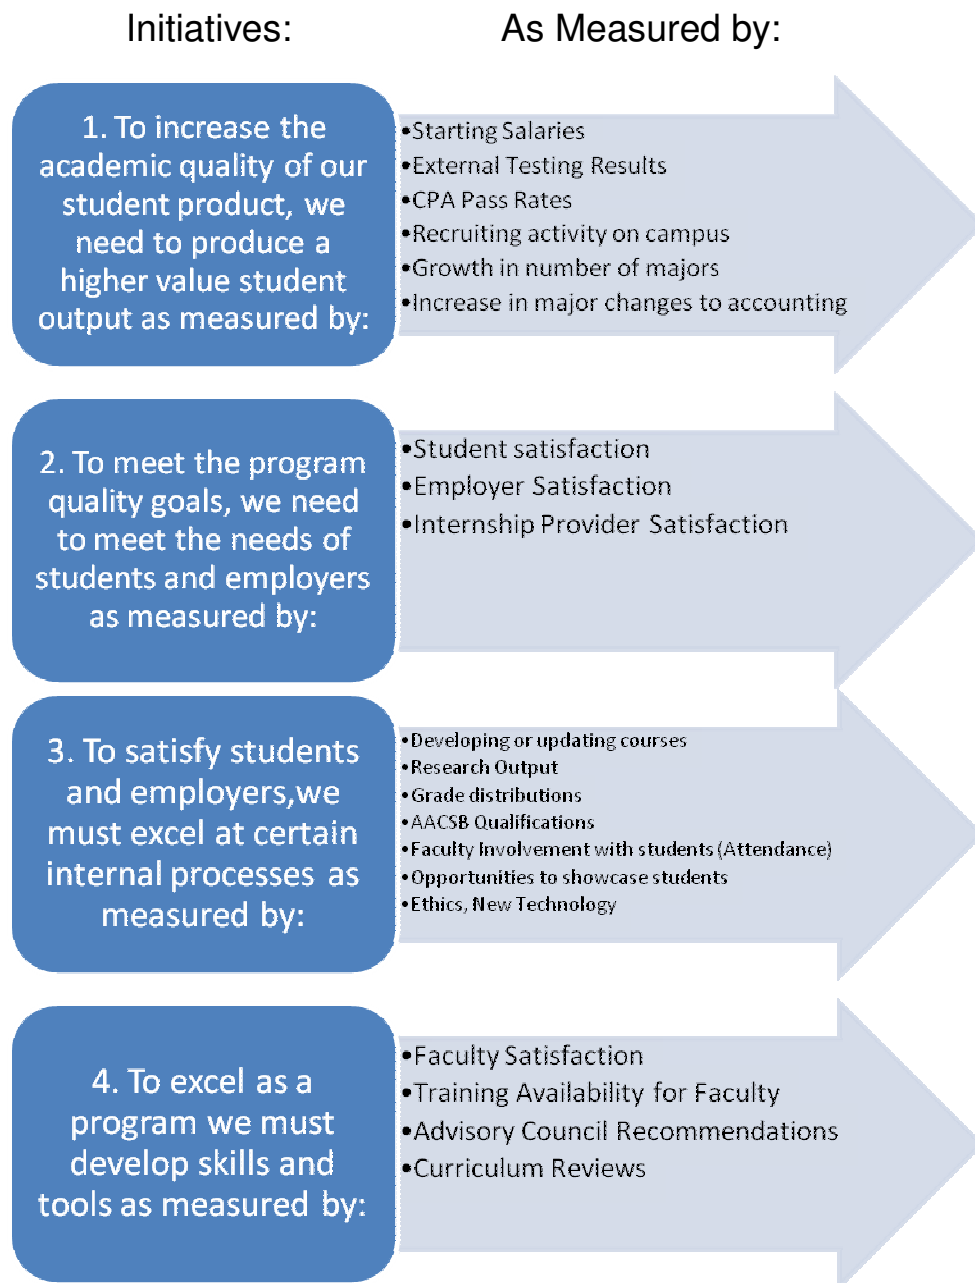 Initiatives:
As Measured by:
1. To increase the
academic quality of our
student product, we
need to produce a
higher value student
output as measured by:
•Starting Salaries
•External Testing Results
•CPA Pass Rates
•Recruiting activity on campus
•Growth in number of majors
•Increase in major changes to accounting
2. To meet the program
quality goals, we need
to meet the needs of
students and employers
as measured by:
•Student satisfaction
•Employer Satisfaction
•Internship Provider Satisfaction
3. To satisfy students
and employers,we
must excel at certain
internal processes as
measured by:
•Developing or updating courses
•Research Output
•Grade distributions
•AACSB Qualifications
•Faculty Involvement with students (Attendance)
•Opportunities to showcase students
•Ethics, New Technology
4. To excel as a
program we must
develop skills and
tools as measured by:
•Faculty Satisfaction
•Training Availability for Faculty
•Advisory Council Recommendations
•Curriculum Reviews